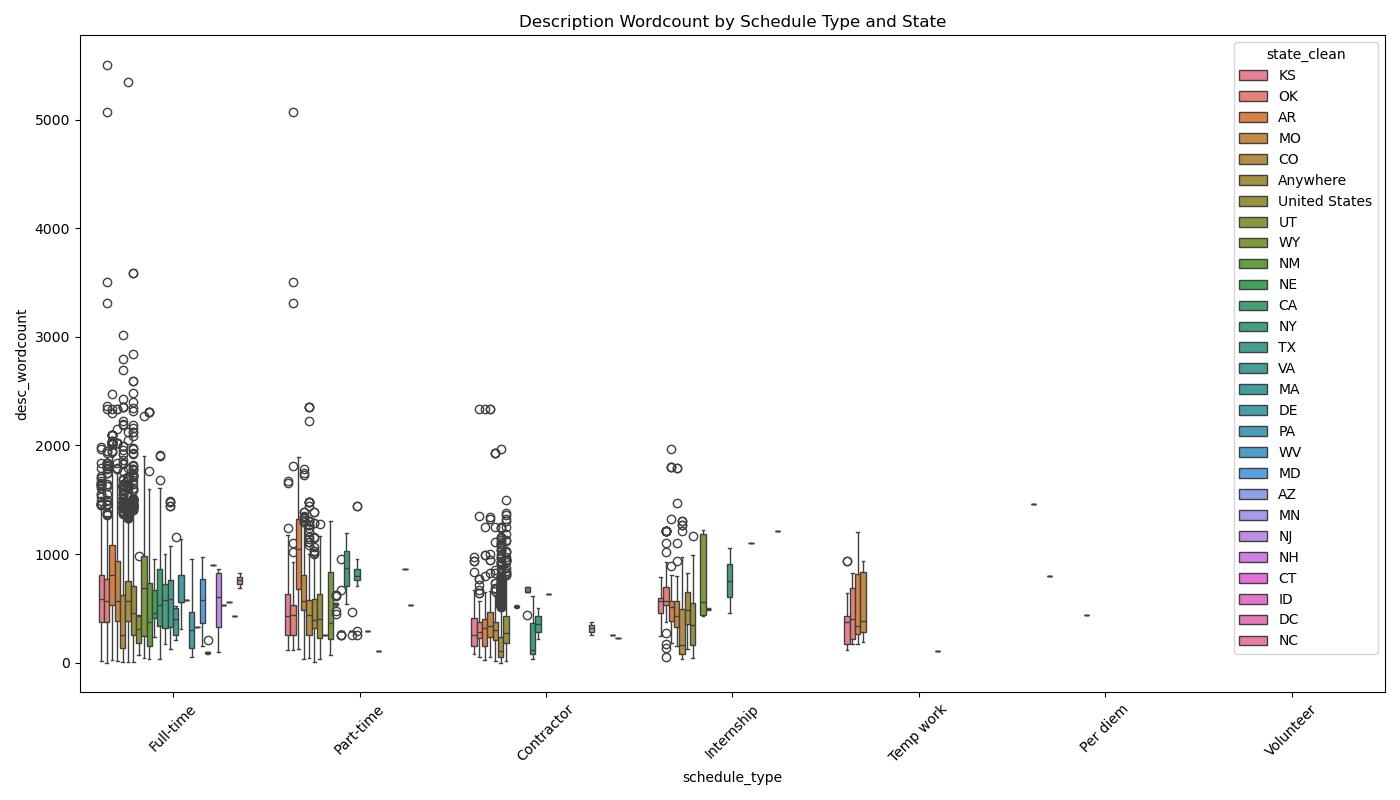 Description Wordcount by Schedule Type and State
desc_wordcount
5000
4000
3000
2000
1000
0
Full-time
Part-time
Contractor
Internship
Temp work
Per diem
Volunteer
schedule_type
state_clean
KS
OK
AR
MO
CO
Anywhere
United States
UT
WY
NM
NE
CA
NY
TX
VA
MA
DE
PA
WV
MD
AZ
MN
NJ
NH
CT
ID
DC
NC